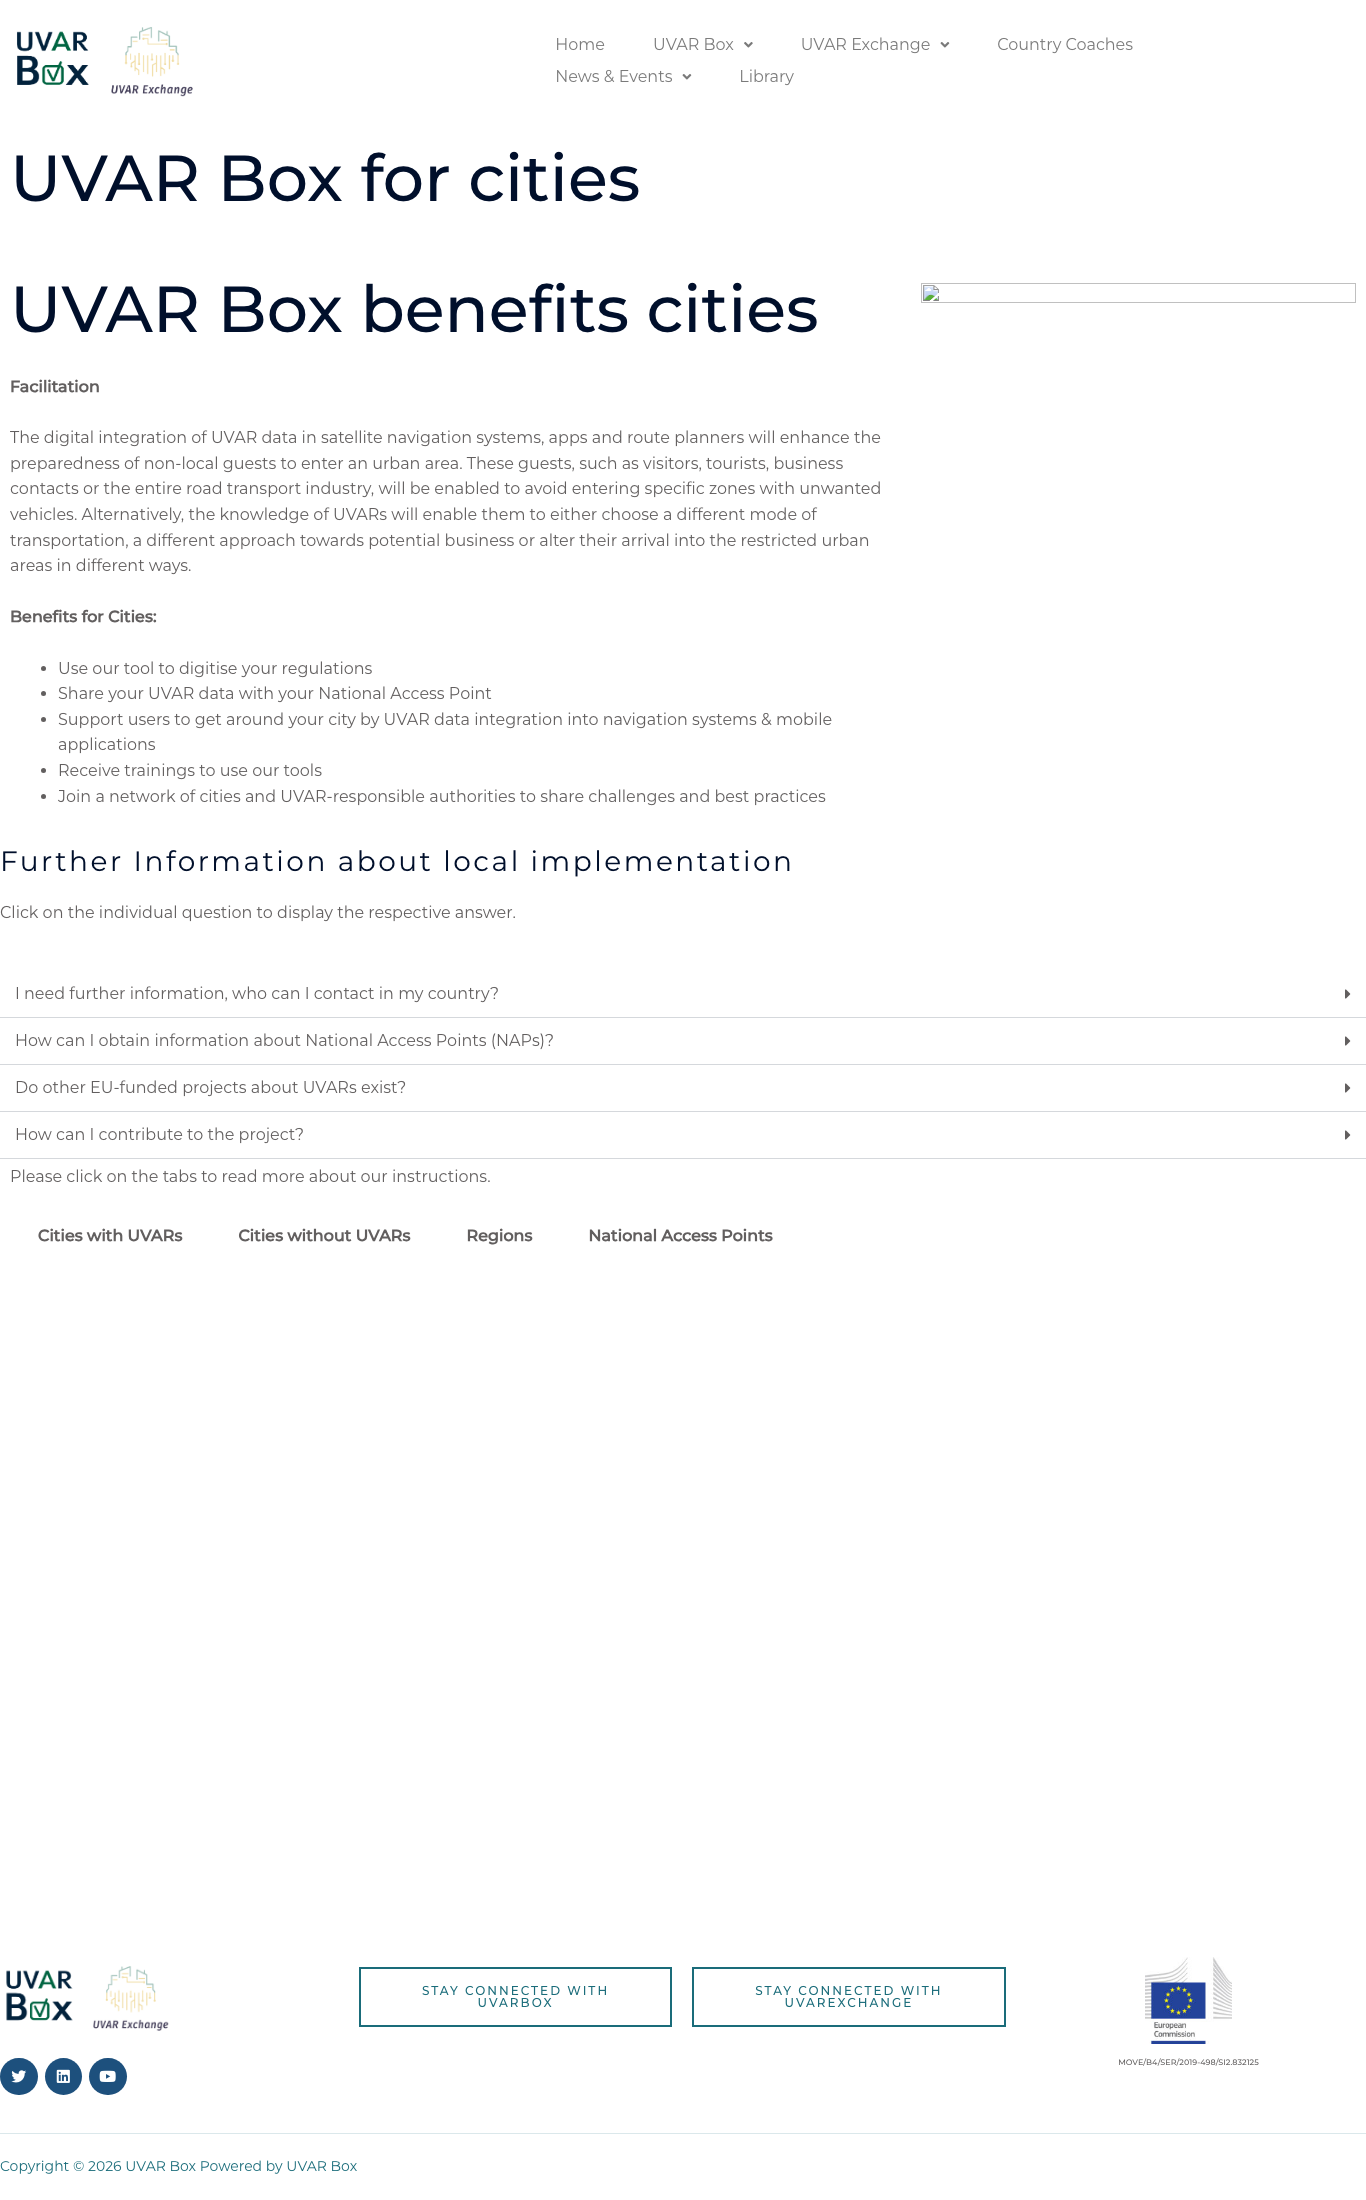 UVAR
Box
UVAR Exchange
Home
UVAR Box
UVAR Exchange
Country Coaches
News & Events
Library
UVAR Box for cities
UVAR Box benefits cities
Facilitation
The digital integration of UVAR data in satellite navigation systems, apps and route planners will enhance the
preparedness of non-local guests to enter an urban area. These guests, such as visitors, tourists, business
contacts or the entire road transport industry, will be enabled to avoid entering specific zones with unwanted
vehicles. Alternatively, the knowledge of UVARs will enable them to either choose a different mode of
transportation, a different approach towards potential business or alter their arrival into the restricted urban
areas in different ways.
Benefits for Cities:
Use our tool to digitise your regulations
Share your UVAR data with your National Access Point
Support users to get around your city by UVAR data integration into navigation systems & mobile
applications
Receive trainings to use our tools
Join a network of cities and UVAR-responsible authorities to share challenges and best practices
Further Information about local implementation
Click on the individual question to display the respective answer.
I need further information, who can I contact in my country?
How can I obtain information about National Access Points (NAPs)?
Do other EU-funded projects about UVARs exist?
How can I contribute to the project?
Please click on the tabs to read more about our instructions.
Cities with UVARs
Cities without UVARs
Regions
National Access Points
UVAR
Box
UVAR Exchange
STAY CONNECTED WITH
UVARBOX
STAY CONNECTED WITH
UVAREXCHANGE
European
Commission
MOVE/B4/SER/2019-498/SI2.832125
Copyright © 2026 UVAR Box Powered by UVAR Box